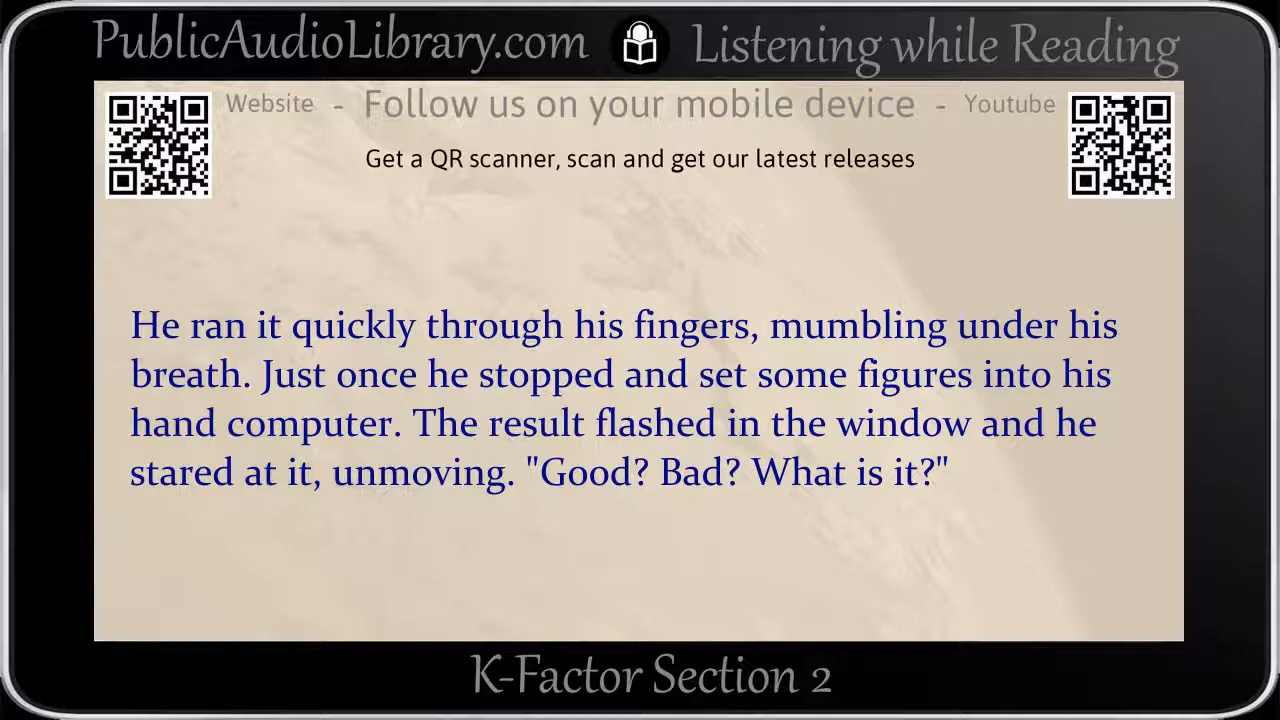 PublicAudioLibrary.com Listening while Reading
Website - Follow us on your mobile device - Youtube
Get a QR scanner, scan and get our latest releases
He ran it quickly through his fingers, mumbling under his
breath. Just once he stopped and set some figures into his
hand computer. The result flashed in the window and he
stared at it, unmoving. "Good? Bad? What is it?"
K-Factor Section 2